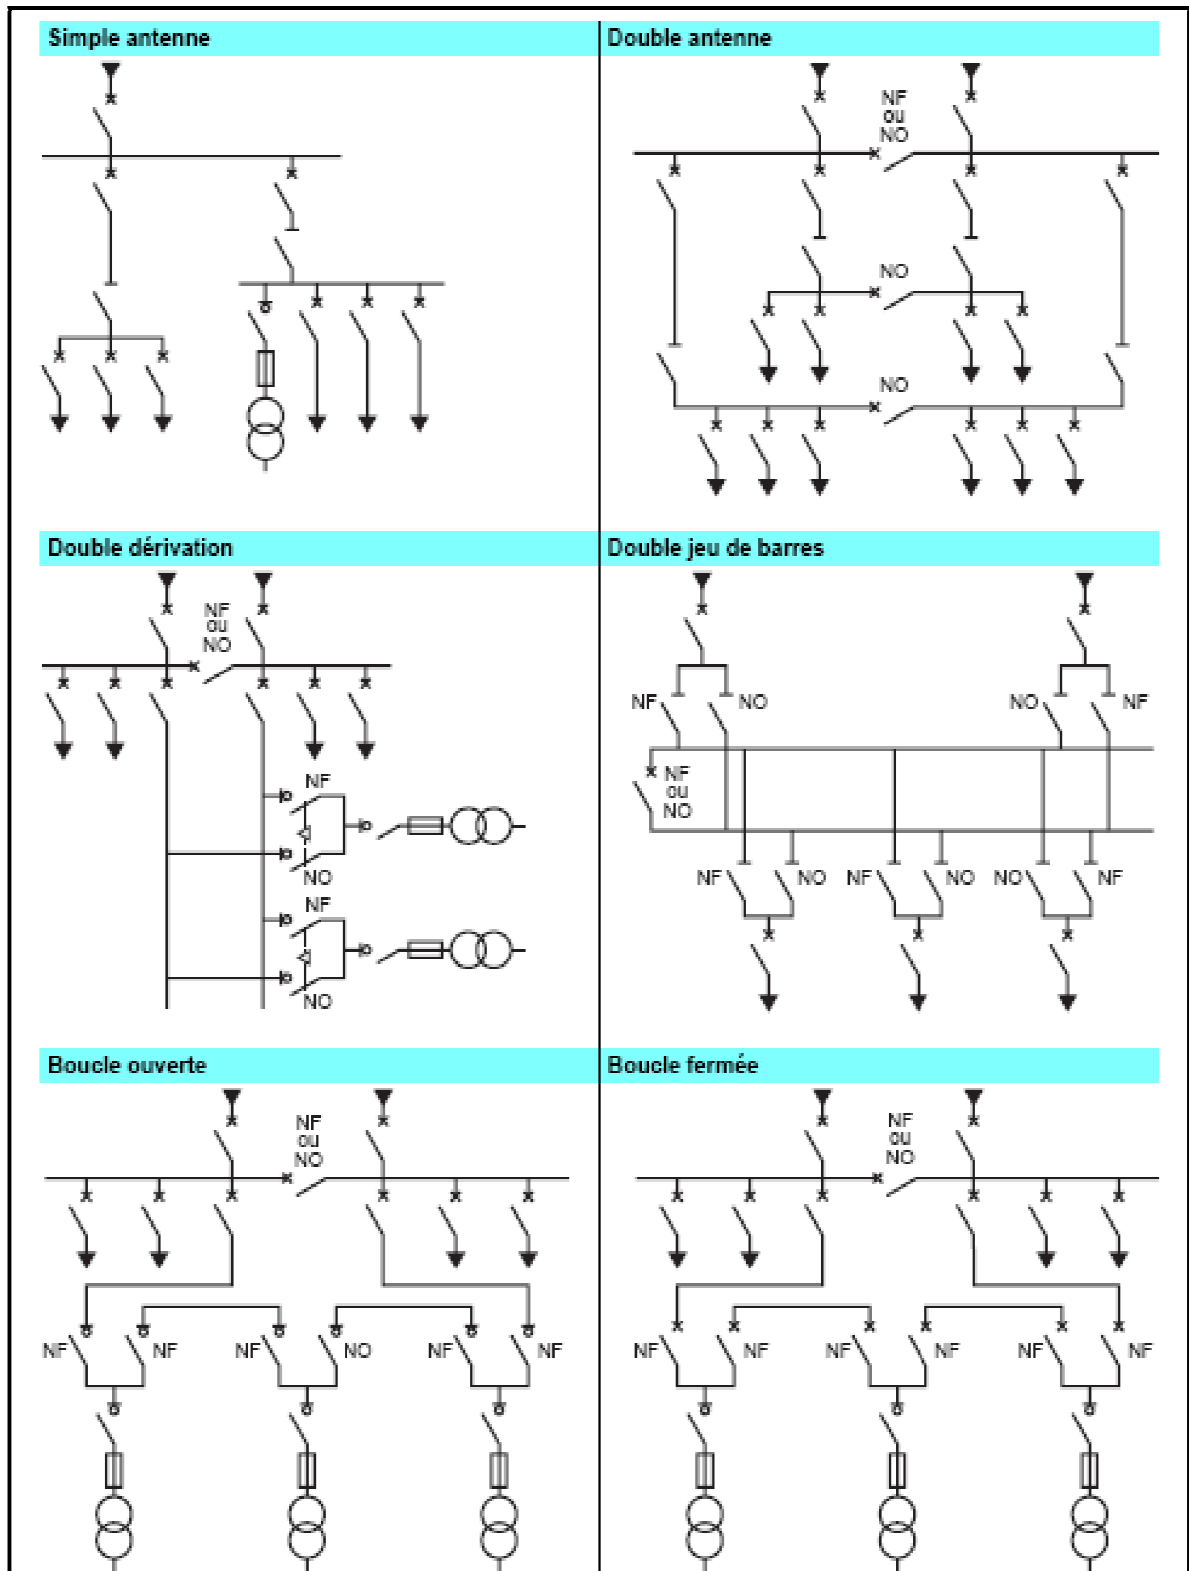 Simple antenne
Double antenne
NF
ou
NO
NO
NO
Double dérivation
Double jeu de barres
NF
ou
NO
NF
NO
NF
NO
NF
NO
NO
NF
NF
ou
NO
NF
NO
NF
NO
NO
NF
Boucle ouverte
Boucle fermée
NF
ou
NO
NF
ou
NO
NF
NF
NF
NO
NF
NF
NF
NF
NF
NF
NF
NF